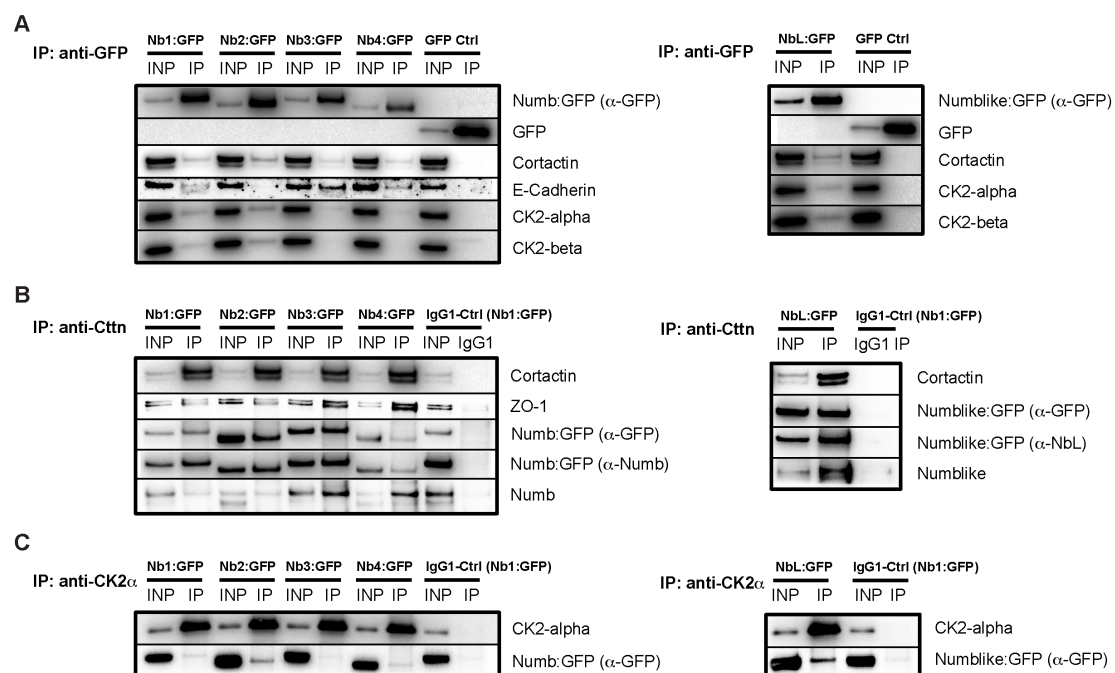 A
IP: anti-GFP
Nb1:GFP Nb2:GFP Nb3:GFP Nb4:GFP GFP Ctrl
INP IP INP IP INP IP INP IP INP IP
Numb:GFP (α-GFP)
GFP
Cortactin
E-Cadherin
CK2-alpha
CK2-beta
IP: anti-GFP
NbL:GFP GFP Ctrl
INP IP INP IP
Numblike:GFP (α-GFP)
GFP
Cortactin
CK2-alpha
CK2-beta
B
IP: anti-Cttn
Nb1:GFP Nb2:GFP Nb3:GFP Nb4:GFP IgG1-Ctrl (Nb1:GFP)
INP IP INP IP INP IP INP IP INP IgG1
Cortactin
ZO-1
Numb:GFP (α-GFP)
Numb:GFP (α-Numb)
Numb
IP: anti-Cttn
NbL:GFP IgG1-Ctrl (Nb1:GFP)
INP IP IgG1 IP
Cortactin
Numblike:GFP (α-GFP)
Numblike:GFP (α-NbL)
Numblike
C
IP: anti-CK2α
Nb1:GFP Nb2:GFP Nb3:GFP Nb4:GFP IgG1-Ctrl (Nb1:GFP)
INP IP INP IP INP IP INP IP INP IP
CK2-alpha
Numb:GFP (α-GFP)
IP: anti-CK2α
NbL:GFP IgG1-Ctrl (Nb1:GFP)
INP IP INP IP
CK2-alpha
Numblike:GFP (α-GFP)